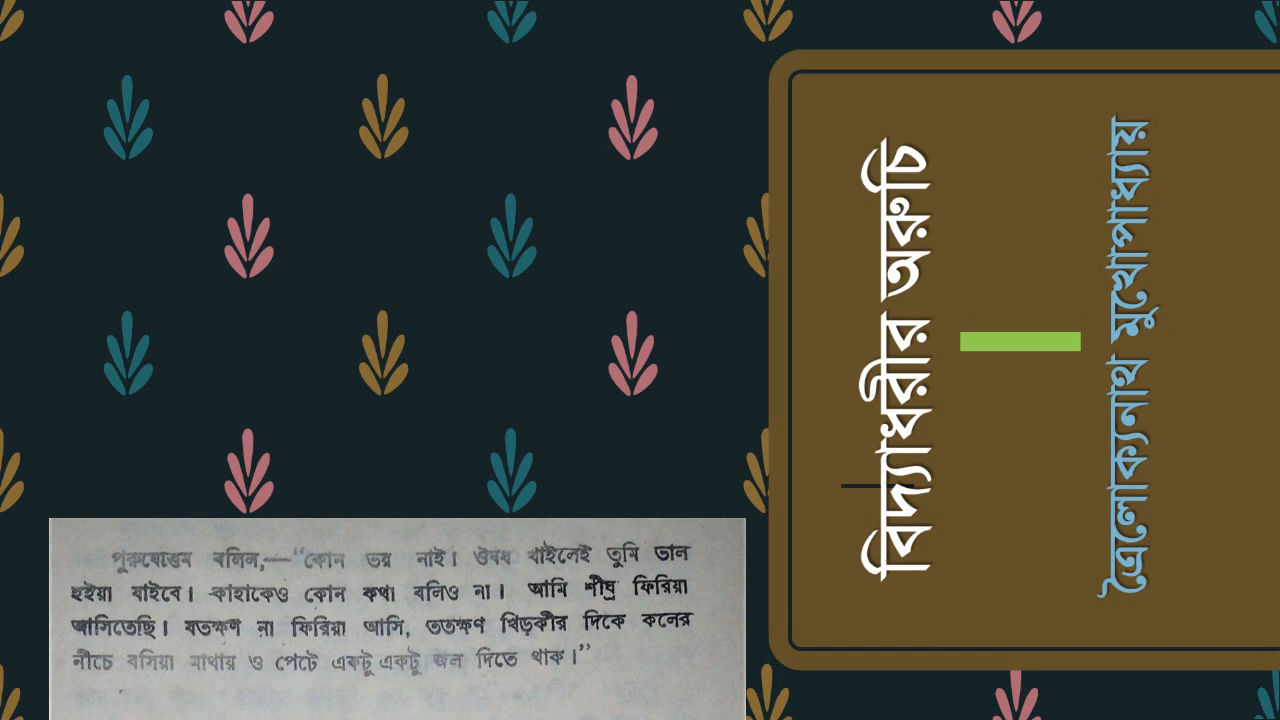 বিদ্যাধরীর অরুচি
ত্রৈলোক্যনাথ মুখোপাধ্যায়
পুরুষোত্তম বলিল,—“কোন ভয় নাই। ঔষধ খাইলেই তুমি ভাল
হইয়া যাইবে। কাহাকেও কোন কথা বলিও না। আমি শীঘ্র ফিরিয়া
আসিতেছি। যতক্ষণ না ফিরিয়া আসি, ততক্ষণ খিড়কীর দিকে কলের
নীচে বসিয়া মাথায় ও পেটে একটু একটু জল দিতে থাক।”